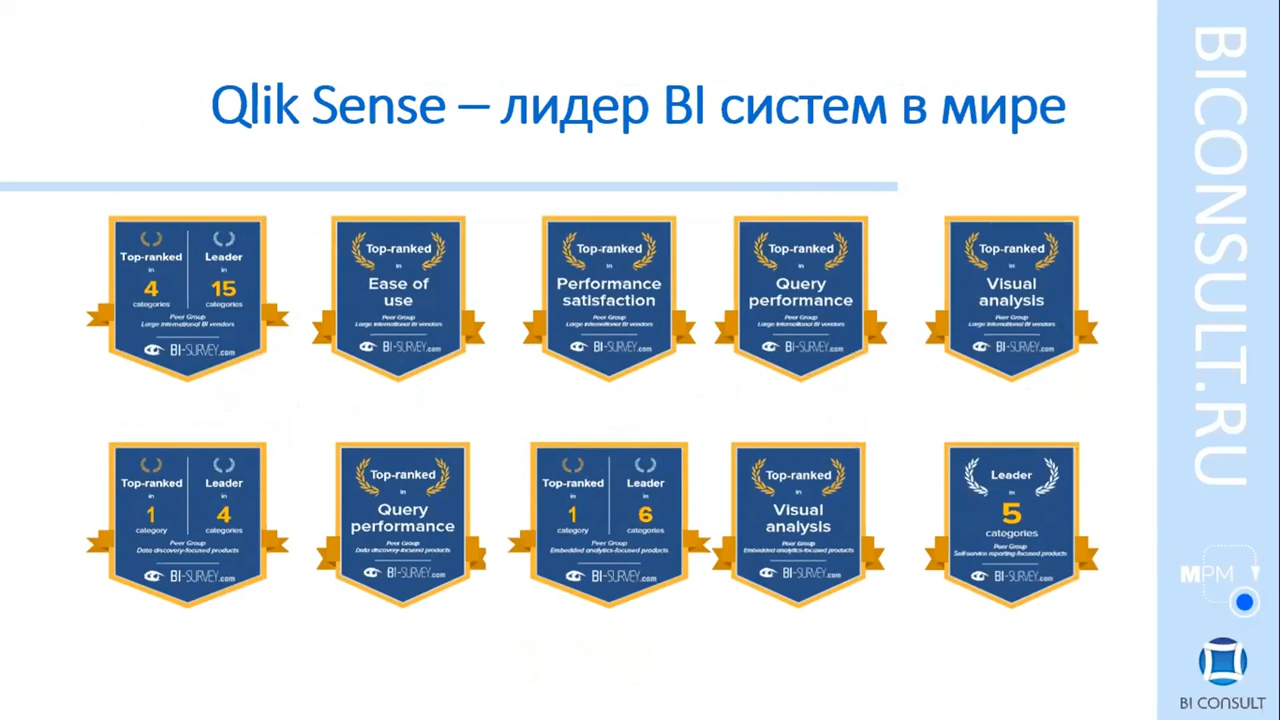 Qlik Sense – лидер BI систем в мире
Top-ranked
in
4
categories
Leader
in
15
categories
Peer Group
Large international BI vendors
BI-SURVEY.com
Top-ranked
in
Ease of
use
Peer Group
Large international BI vendors
BI-SURVEY.com
Top-ranked
in
Performance
satisfaction
Peer Group
Large international BI vendors
BI-SURVEY.com
Top-ranked
in
Query
performance
Peer Group
Large international BI vendors
BI-SURVEY.com
Top-ranked
in
Visual
analysis
Peer Group
Large international BI vendors
BI-SURVEY.com
Top-ranked
in
1
category
Leader
in
4
categories
Peer Group
Data discovery-focused products
BI-SURVEY.com
Top-ranked
in
Query
performance
Peer Group
Data discovery-focused products
BI-SURVEY.com
Top-ranked
in
1
category
Leader
in
6
categories
Peer Group
Embedded analytics-focused products
BI-SURVEY.com
Top-ranked
in
Visual
analysis
Peer Group
Embedded analytics-focused products
BI-SURVEY.com
Leader
in
5
categories
Peer Group
Self-service reporting-focused products
BI-SURVEY.com
BICONSULT.RU
MPM
BI CONSULT